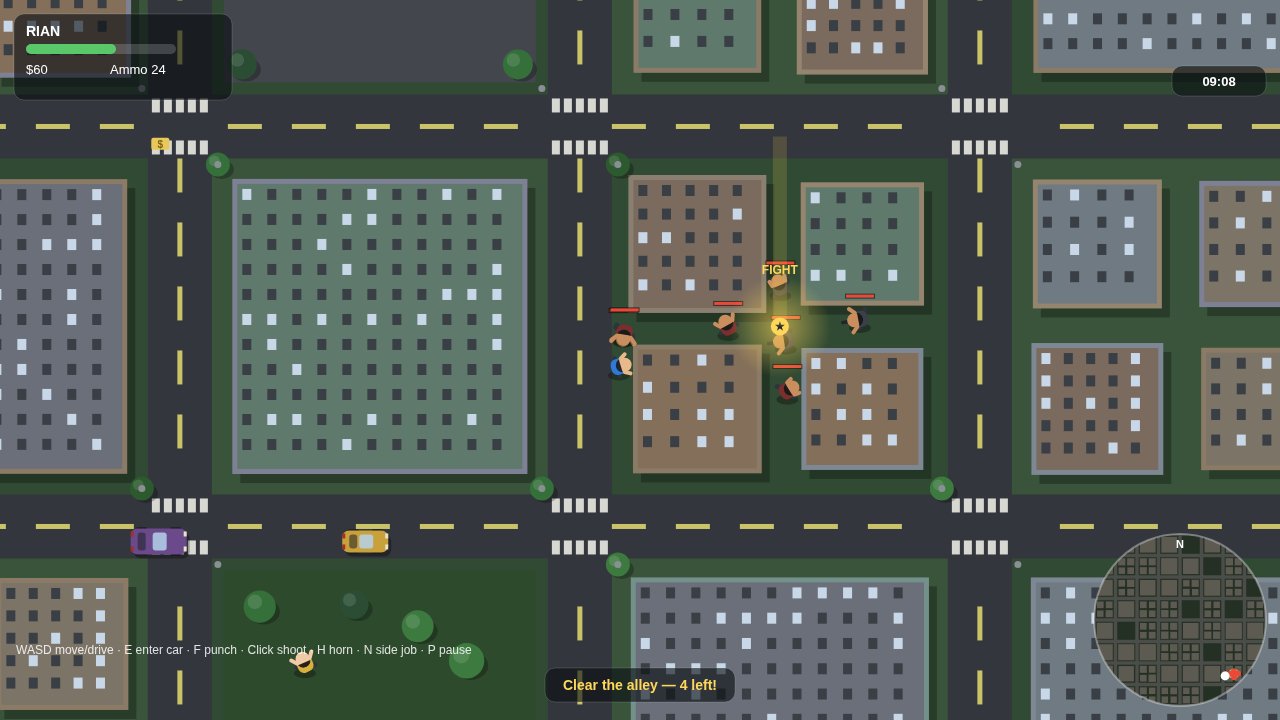 RIAN
$60 Ammo 24
09:08
$
FIGHT
WASD move/drive · E enter car · F punch · Click shoot · H horn · N side job · P pause
Clear the alley — 4 left!
N